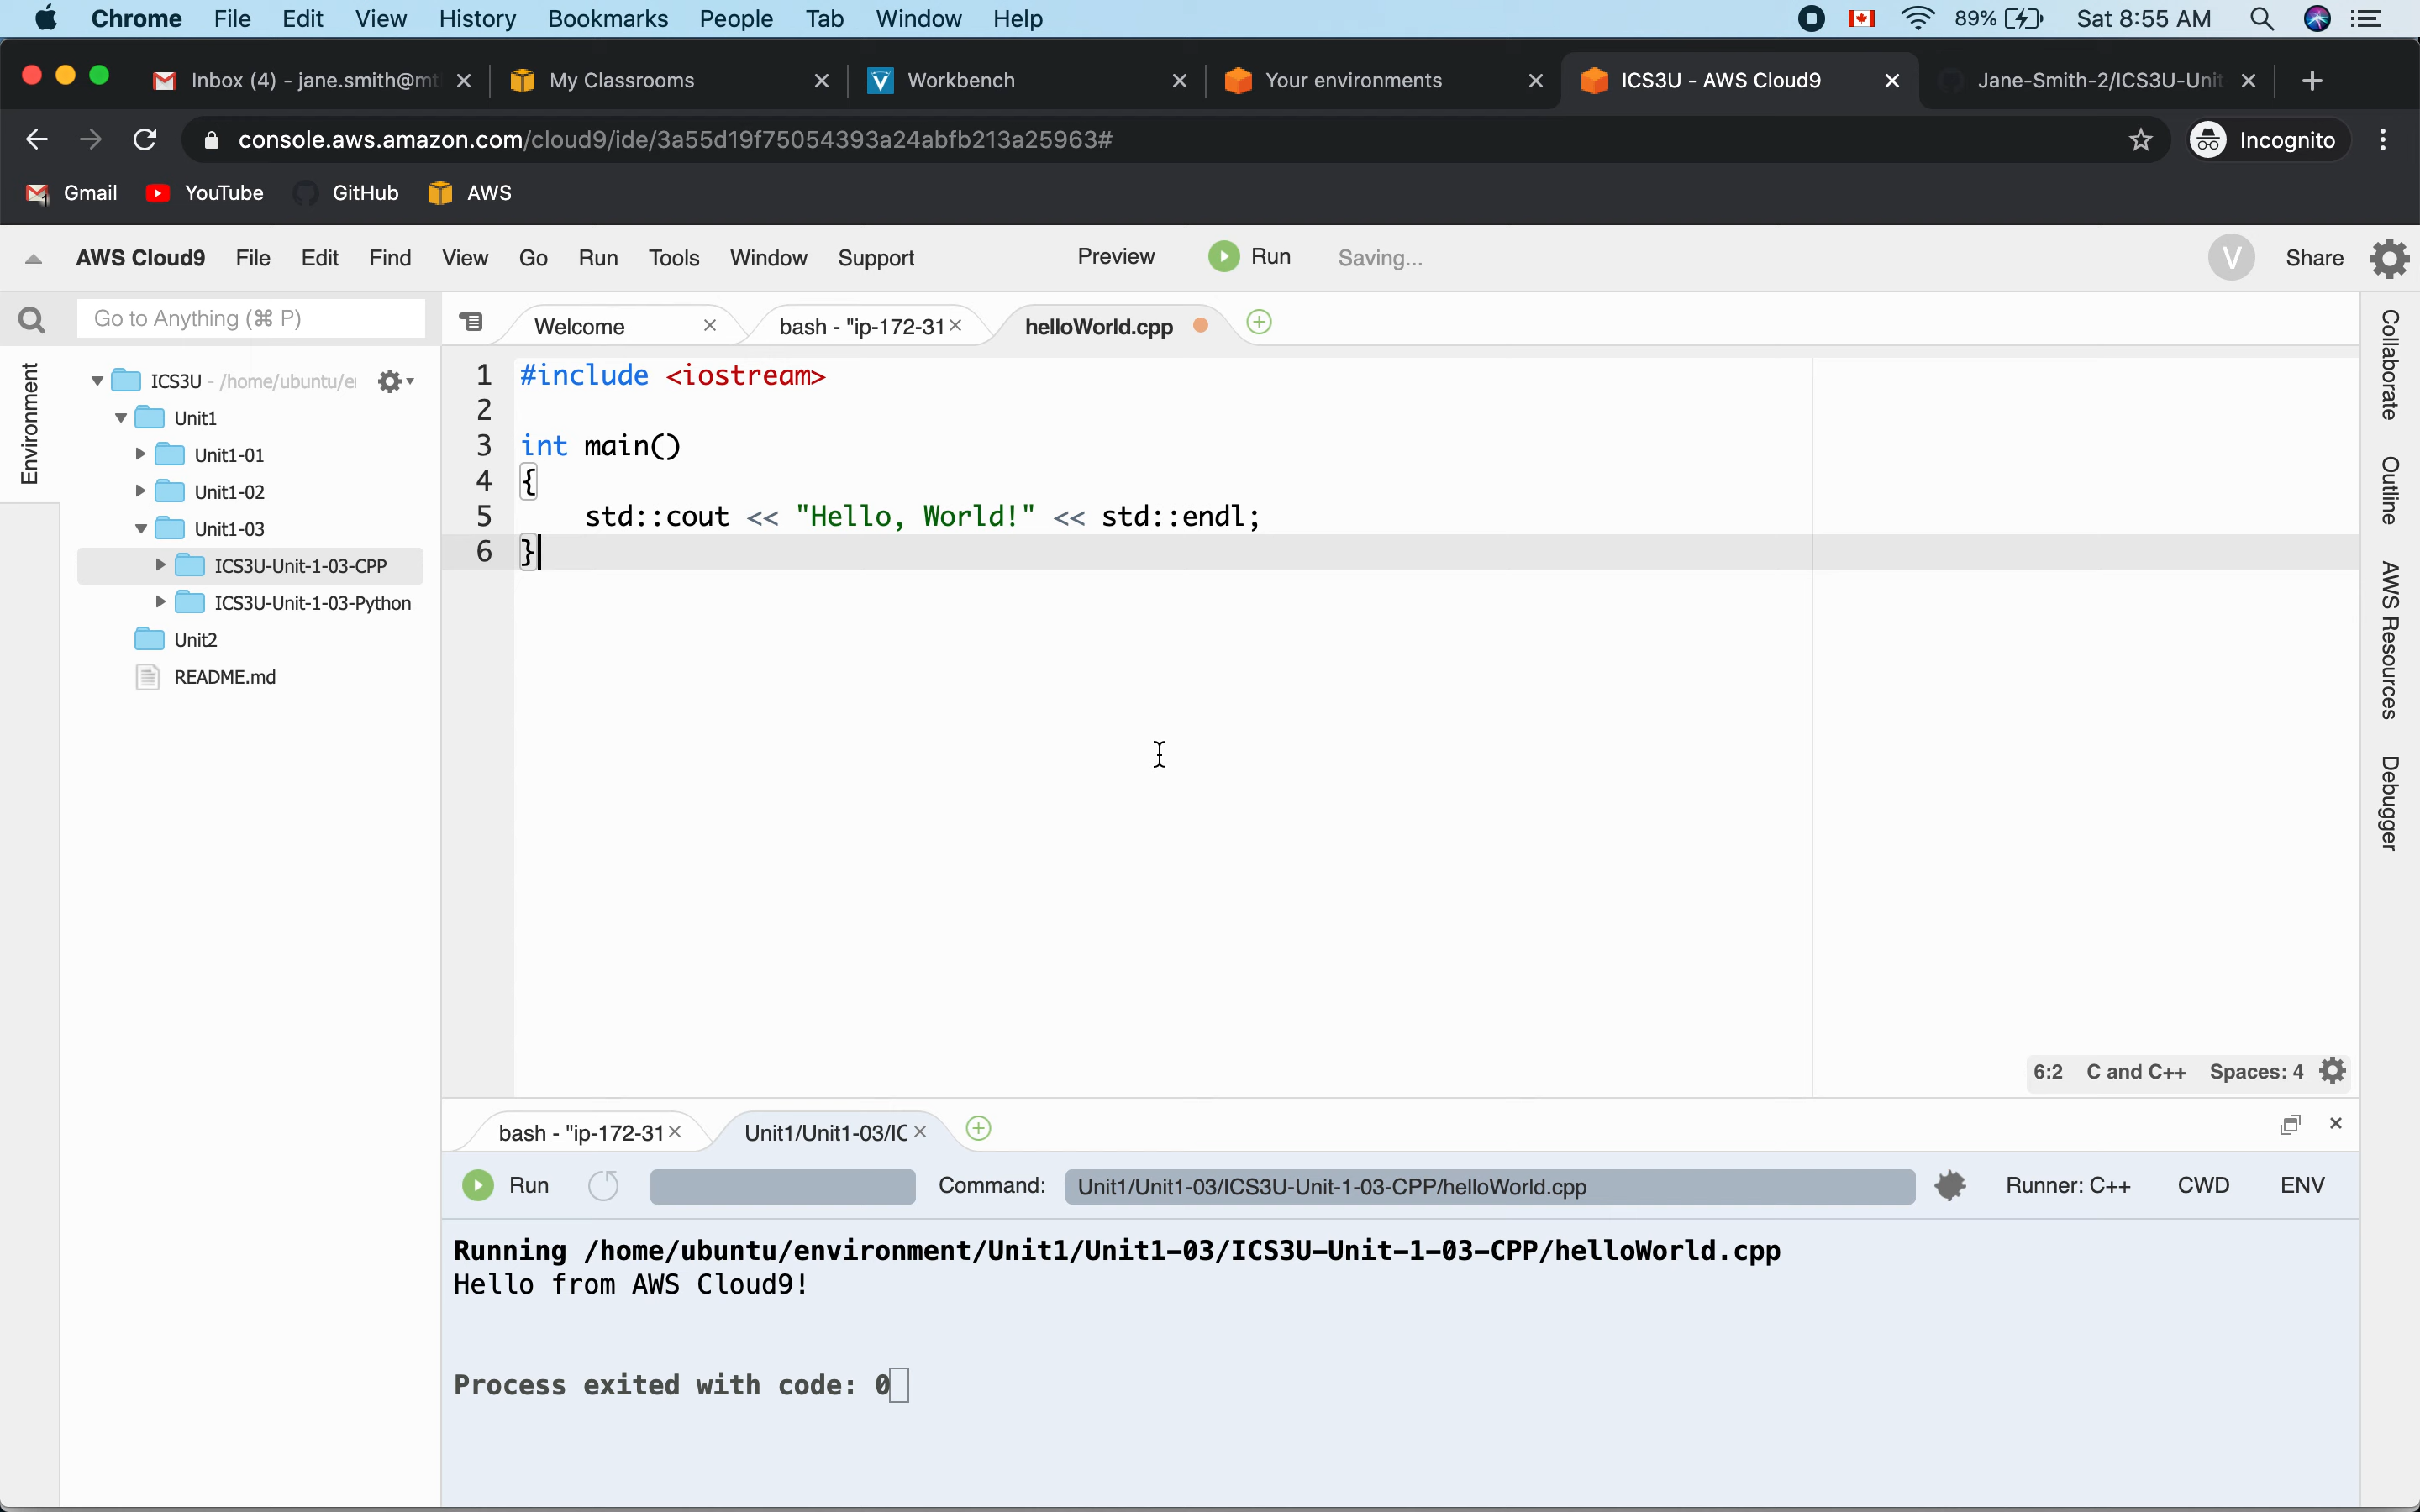 Chrome File Edit View History Bookmarks People Tab Window Help 89% Sat 8:55 AM
Inbox (4) - jane.smith@mt My Classrooms Workbench Your environments ICS3U - AWS Cloud9 Jane-Smith-2/ICS3U-Unit
console.aws.amazon.com/cloud9/ide/3a55d19f75054393a24abfb213a25963# Incognito
Gmail YouTube GitHub AWS
AWS Cloud9 File Edit Find View Go Run Tools Window Support Preview Run Saving... V Share
Go to Anything (⌘ P) Welcome bash - "ip-172-31 helloWorld.cpp
Environment
ICS3U - /home/ubuntu/e
Unit1
Unit1-01
Unit1-02
Unit1-03
ICS3U-Unit-1-03-CPP
ICS3U-Unit-1-03-Python
Unit2
README.md
1 #include <iostream>
2
3 int main()
4 {
5     std::cout << "Hello, World!" << std::endl;
6 }
6:2 C and C++ Spaces: 4
Collaborate
Outline
AWS Resources
Debugger
bash - "ip-172-31 Unit1/Unit1-03/IC
Run Command: Unit1/Unit1-03/ICS3U-Unit-1-03-CPP/helloWorld.cpp Runner: C++ CWD ENV
Running /home/ubuntu/environment/Unit1/Unit1-03/ICS3U-Unit-1-03-CPP/helloWorld.cpp
Hello from AWS Cloud9!
Process exited with code: 0